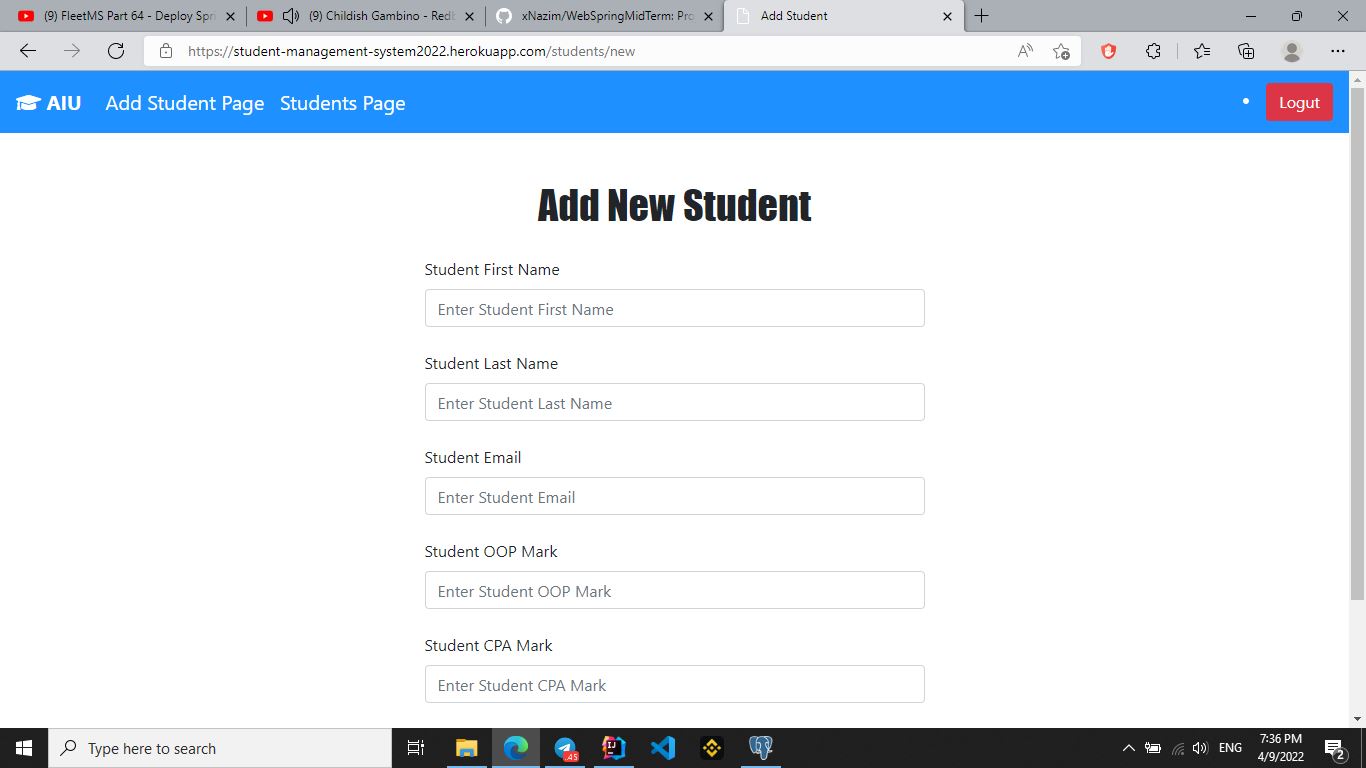 (9) FleetMS Part 64 - Deploy Spri
(9) Childish Gambino - Redb
xNazim/WebSpringMidTerm: Pro
Add Student
https://student-management-system2022.herokuapp.com/students/new
AIU
Add Student Page
Students Page
Logut
Add New Student
Student First Name
Enter Student First Name
Student Last Name
Enter Student Last Name
Student Email
Enter Student Email
Student OOP Mark
Enter Student OOP Mark
Student CPA Mark
Enter Student CPA Mark
Type here to search
.45
ENG
7:36 PM
4/9/2022
2